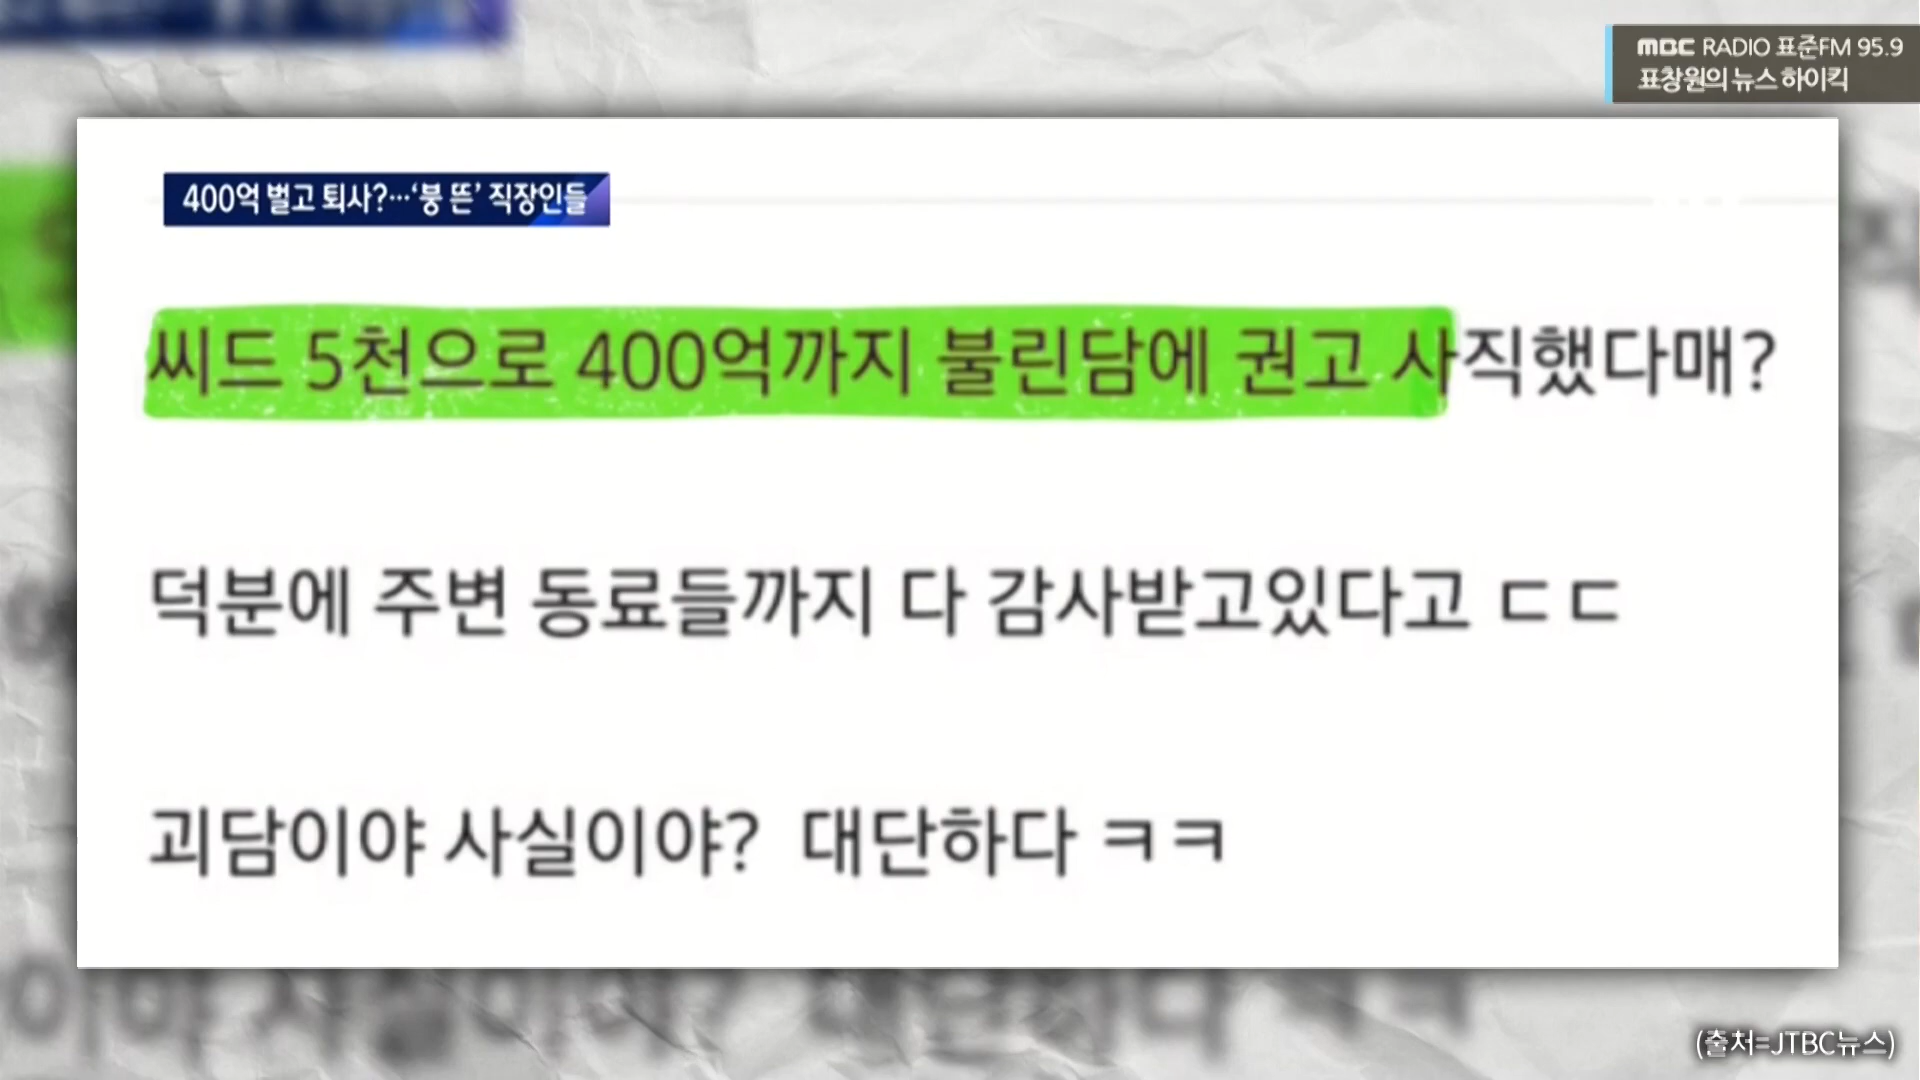 MBC RADIO 표준FM 95.9
표창원의 뉴스 하이킥
400억 벌고 퇴사?…‘붕 뜬’ 직장인들
씨드 5천으로 400억까지 불린담에 권고 사직했다매?
덕분에 주변 동료들까지 다 감사받고있다고 ㄷㄷ
괴담이야 사실이야? 대단하다 ㅋㅋ
(출처=JTBC뉴스)